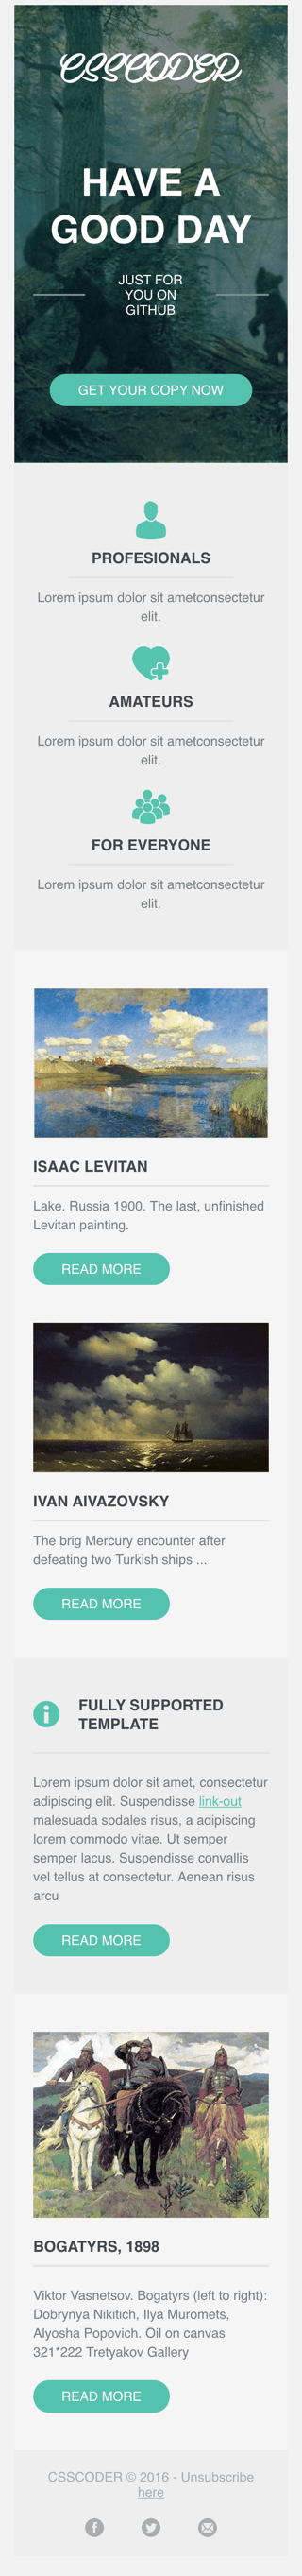 CSSCODER
HAVE A
GOOD DAY
JUST FOR
YOU ON
GITHUB
GET YOUR COPY NOW
PROFESIONALS
Lorem ipsum dolor sit ametconsectetur
elit.
AMATEURS
Lorem ipsum dolor sit ametconsectetur
elit.
FOR EVERYONE
Lorem ipsum dolor sit ametconsectetur
elit.
ISAAC LEVITAN
Lake. Russia 1900. The last, unfinished
Levitan painting.
READ MORE
IVAN AIVAZOVSKY
The brig Mercury encounter after
defeating two Turkish ships ...
READ MORE
FULLY SUPPORTED
TEMPLATE
Lorem ipsum dolor sit amet, consectetur
adipiscing elit. Suspendisse link-out
malesuada sodales risus, a adipiscing
lorem commodo vitae. Ut semper
semper lacus. Suspendisse convallis
vel tellus at consectetur. Aenean risus
arcu
READ MORE
BOGATYRS, 1898
Viktor Vasnetsov. Bogatyrs (left to right):
Dobrynya Nikitich, Ilya Muromets,
Alyosha Popovich. Oil on canvas
321*222 Tretyakov Gallery
READ MORE
CSSCODER © 2016 - Unsubscribe
here